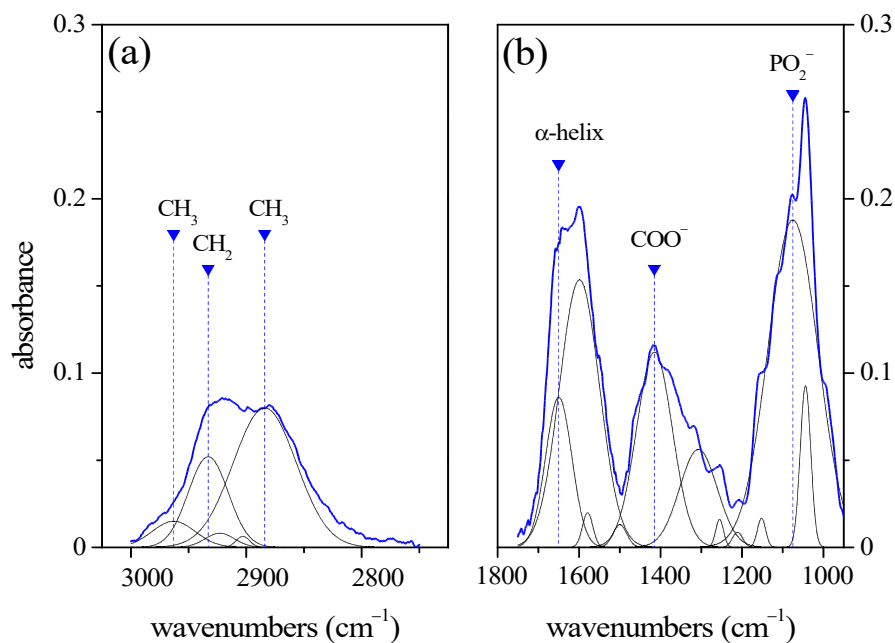 (a)
(b)
0.3
0.2
0.1
0
absorbance
CH₃
CH₂
CH₃
3000
2900
2800
wavenumbers (cm⁻¹)
α-helix
COO⁻
PO₂⁻
1800
1600
1400
1200
1000
wavenumbers (cm⁻¹)
0.3
0.2
0.1
0